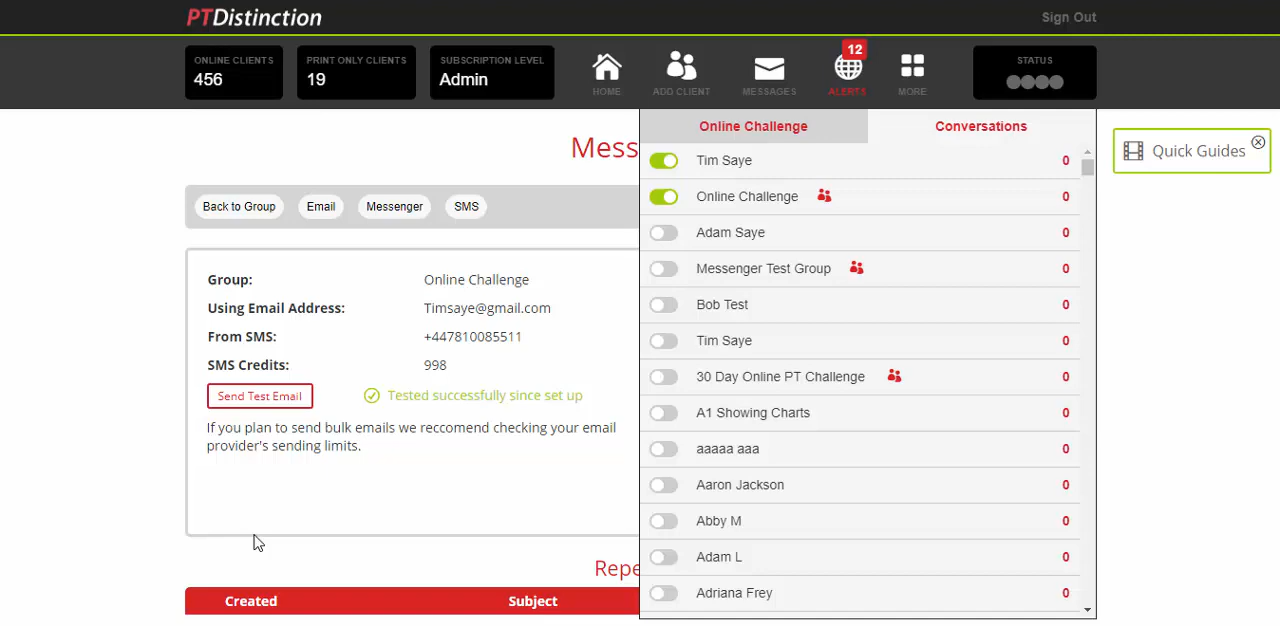 PTDistinction
Sign Out
ONLINE CLIENTS
456
PRINT ONLY CLIENTS
19
SUBSCRIPTION LEVEL
Admin
HOME
ADD CLIENT
MESSAGES
12
ALERTS
MORE
STATUS
Mess
Online Challenge
Conversations
Quick Guides
Back to Group
Email
Messenger
SMS
Group: Online Challenge
Using Email Address: Timsaye@gmail.com
From SMS: +447810085511
SMS Credits: 998
Send Test Email
Tested successfully since set up
If you plan to send bulk emails we reccomend checking your email
provider's sending limits.
Tim Saye 0
Online Challenge 0
Adam Saye 0
Messenger Test Group 0
Bob Test 0
Tim Saye 0
30 Day Online PT Challenge 0
A1 Showing Charts 0
aaaaa aaa 0
Aaron Jackson 0
Abby M 0
Adam L 0
Adriana Frey 0
Repe
Created Subject